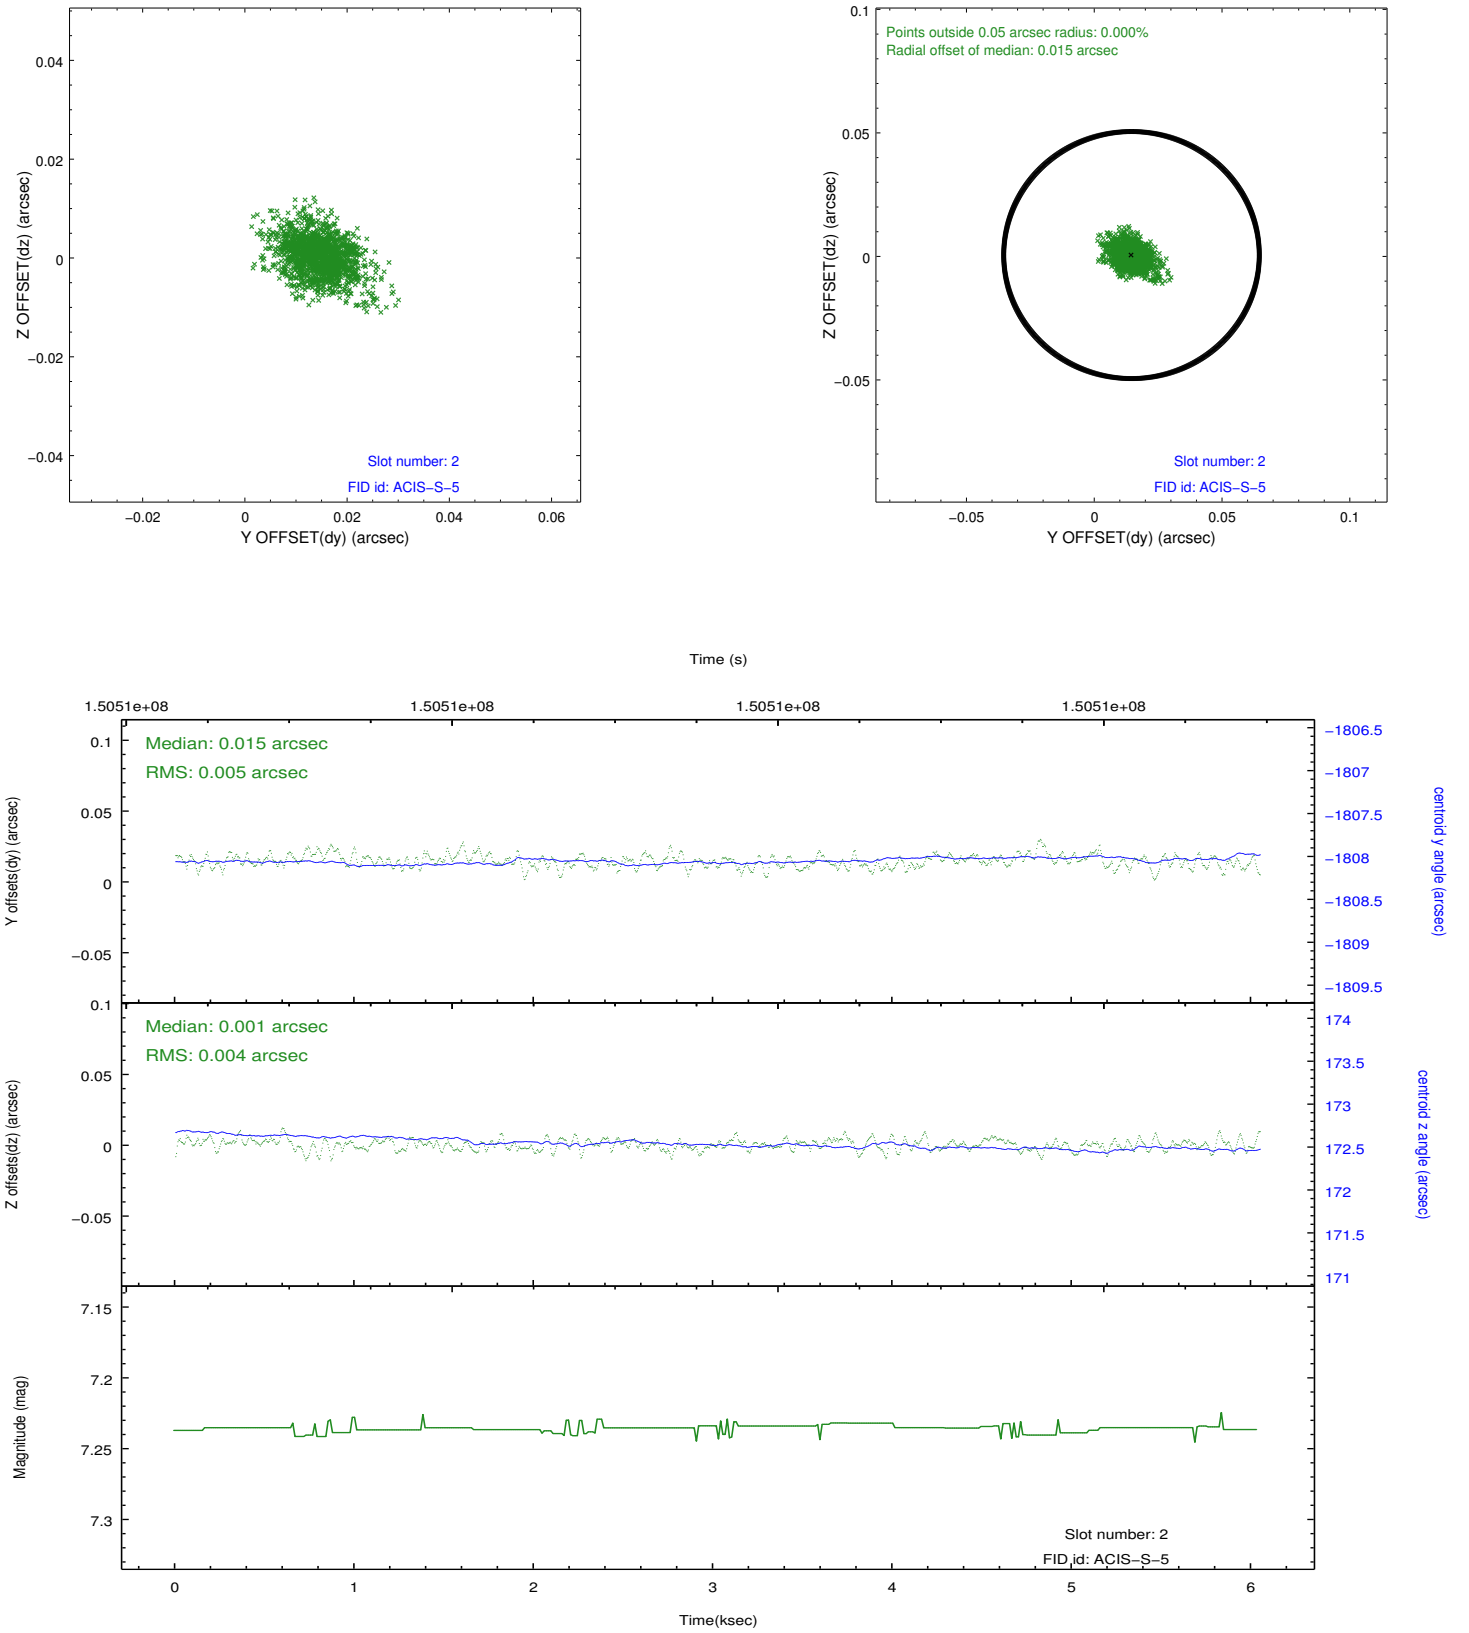 0.04
0.02
0
−0.02
−0.04
Z OFFSET(dz) (arcsec)
Slot number: 2
FID id: ACIS−S−5
−0.02
0
0.02
0.04
0.06
Y OFFSET(dy) (arcsec)
0.1
0.05
0
−0.05
Z OFFSET(dz) (arcsec)
Points outside 0.05 arcsec radius: 0.000%
Radial offset of median: 0.015 arcsec
Slot number: 2
FID id: ACIS−S−5
−0.05
0
0.05
0.1
Y OFFSET(dy) (arcsec)
Time (s)
1.5051e+08
1.5051e+08
1.5051e+08
1.5051e+08
0.1
0.05
0
−0.05
Y offsets(dy) (arcsec)
Median: 0.015 arcsec
RMS: 0.005 arcsec
−1806.5
−1807
−1807.5
−1808
−1808.5
−1809
−1809.5
centroid y angle (arcsec)
0.1
0.05
0
−0.05
Z offsets(dz) (arcsec)
Median: 0.001 arcsec
RMS: 0.004 arcsec
174
173.5
173
172.5
172
171.5
171
centroid z angle (arcsec)
7.15
7.2
7.25
7.3
Magnitude (mag)
Slot number: 2
FID id: ACIS−S−5
0
1
2
3
4
5
6
Time(ksec)